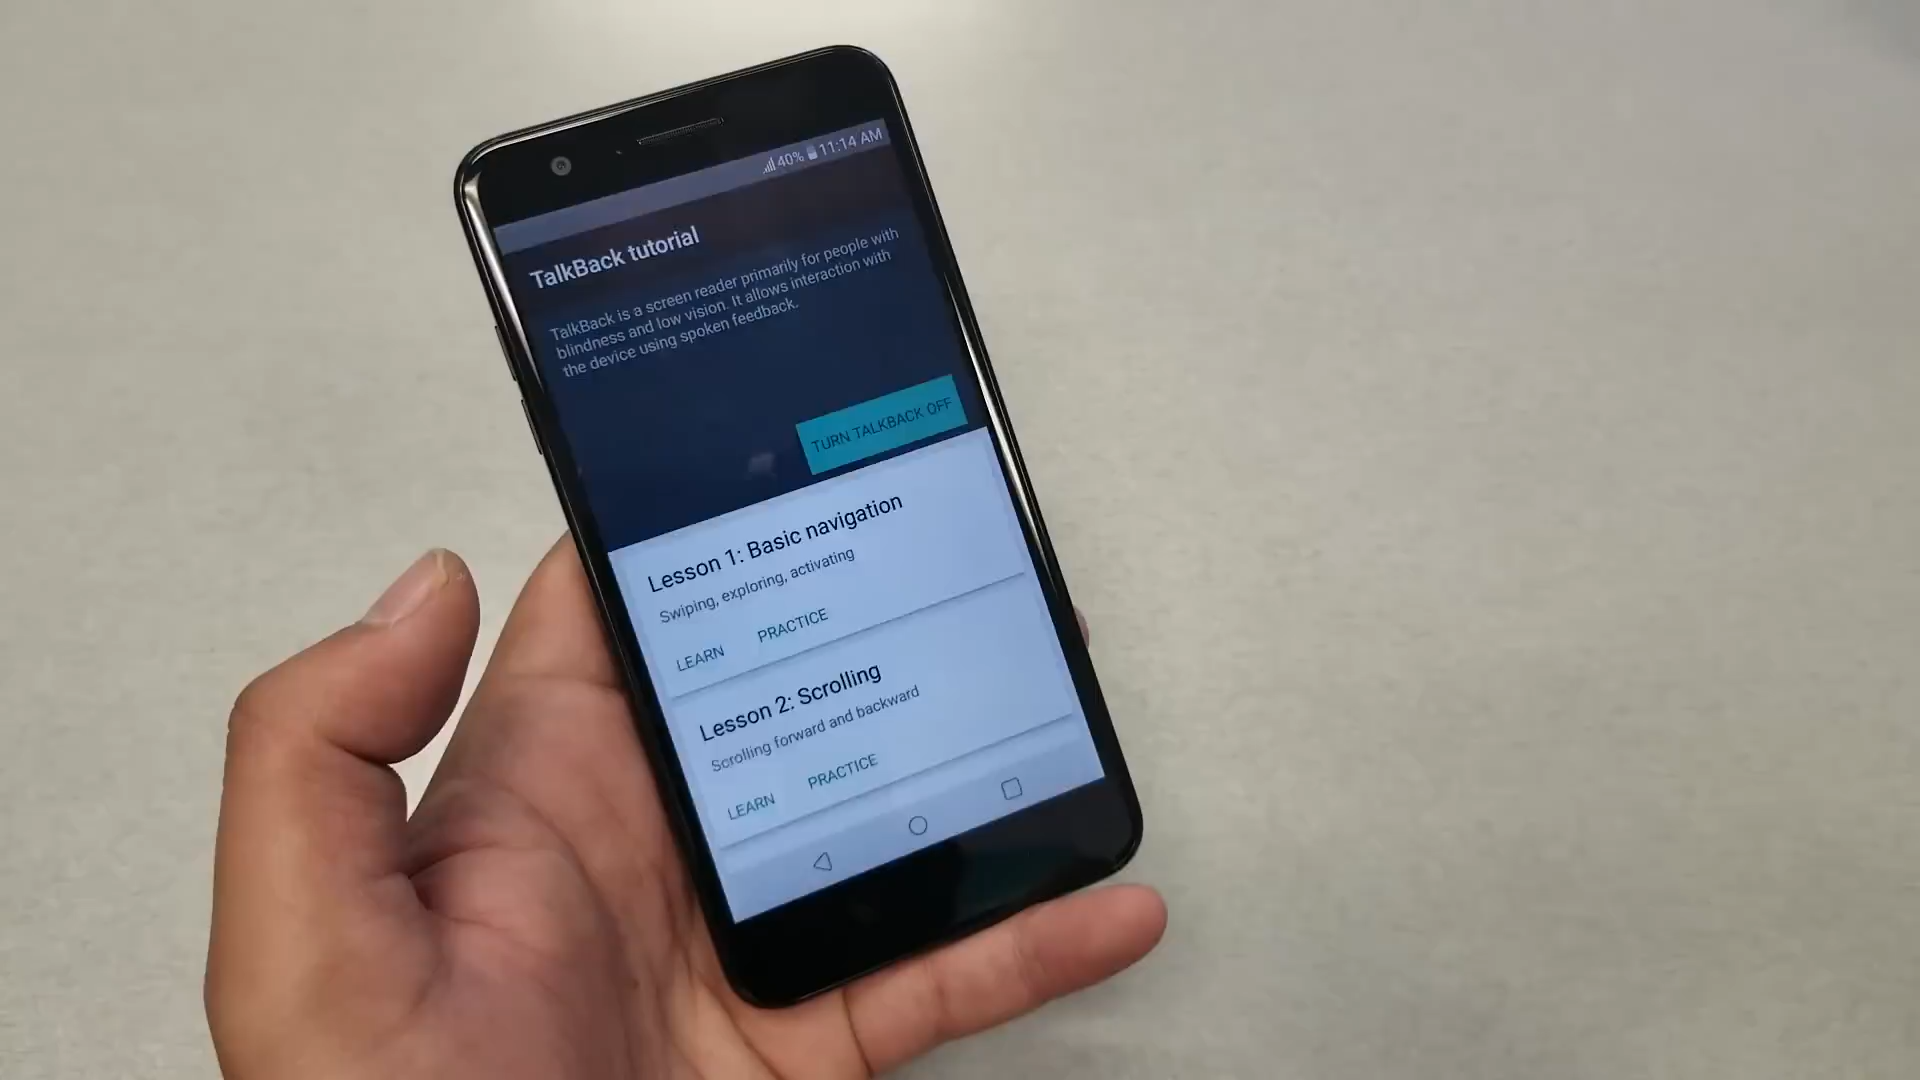 40% 11:14 AM
TalkBack tutorial
TalkBack is a screen reader primarily for people with
blindness and low vision. It allows interaction with
the device using spoken feedback.
TURN TALKBACK OFF
Lesson 1: Basic navigation
Swiping, exploring, activating
LEARN PRACTICE
Lesson 2: Scrolling
Scrolling forward and backward
LEARN PRACTICE